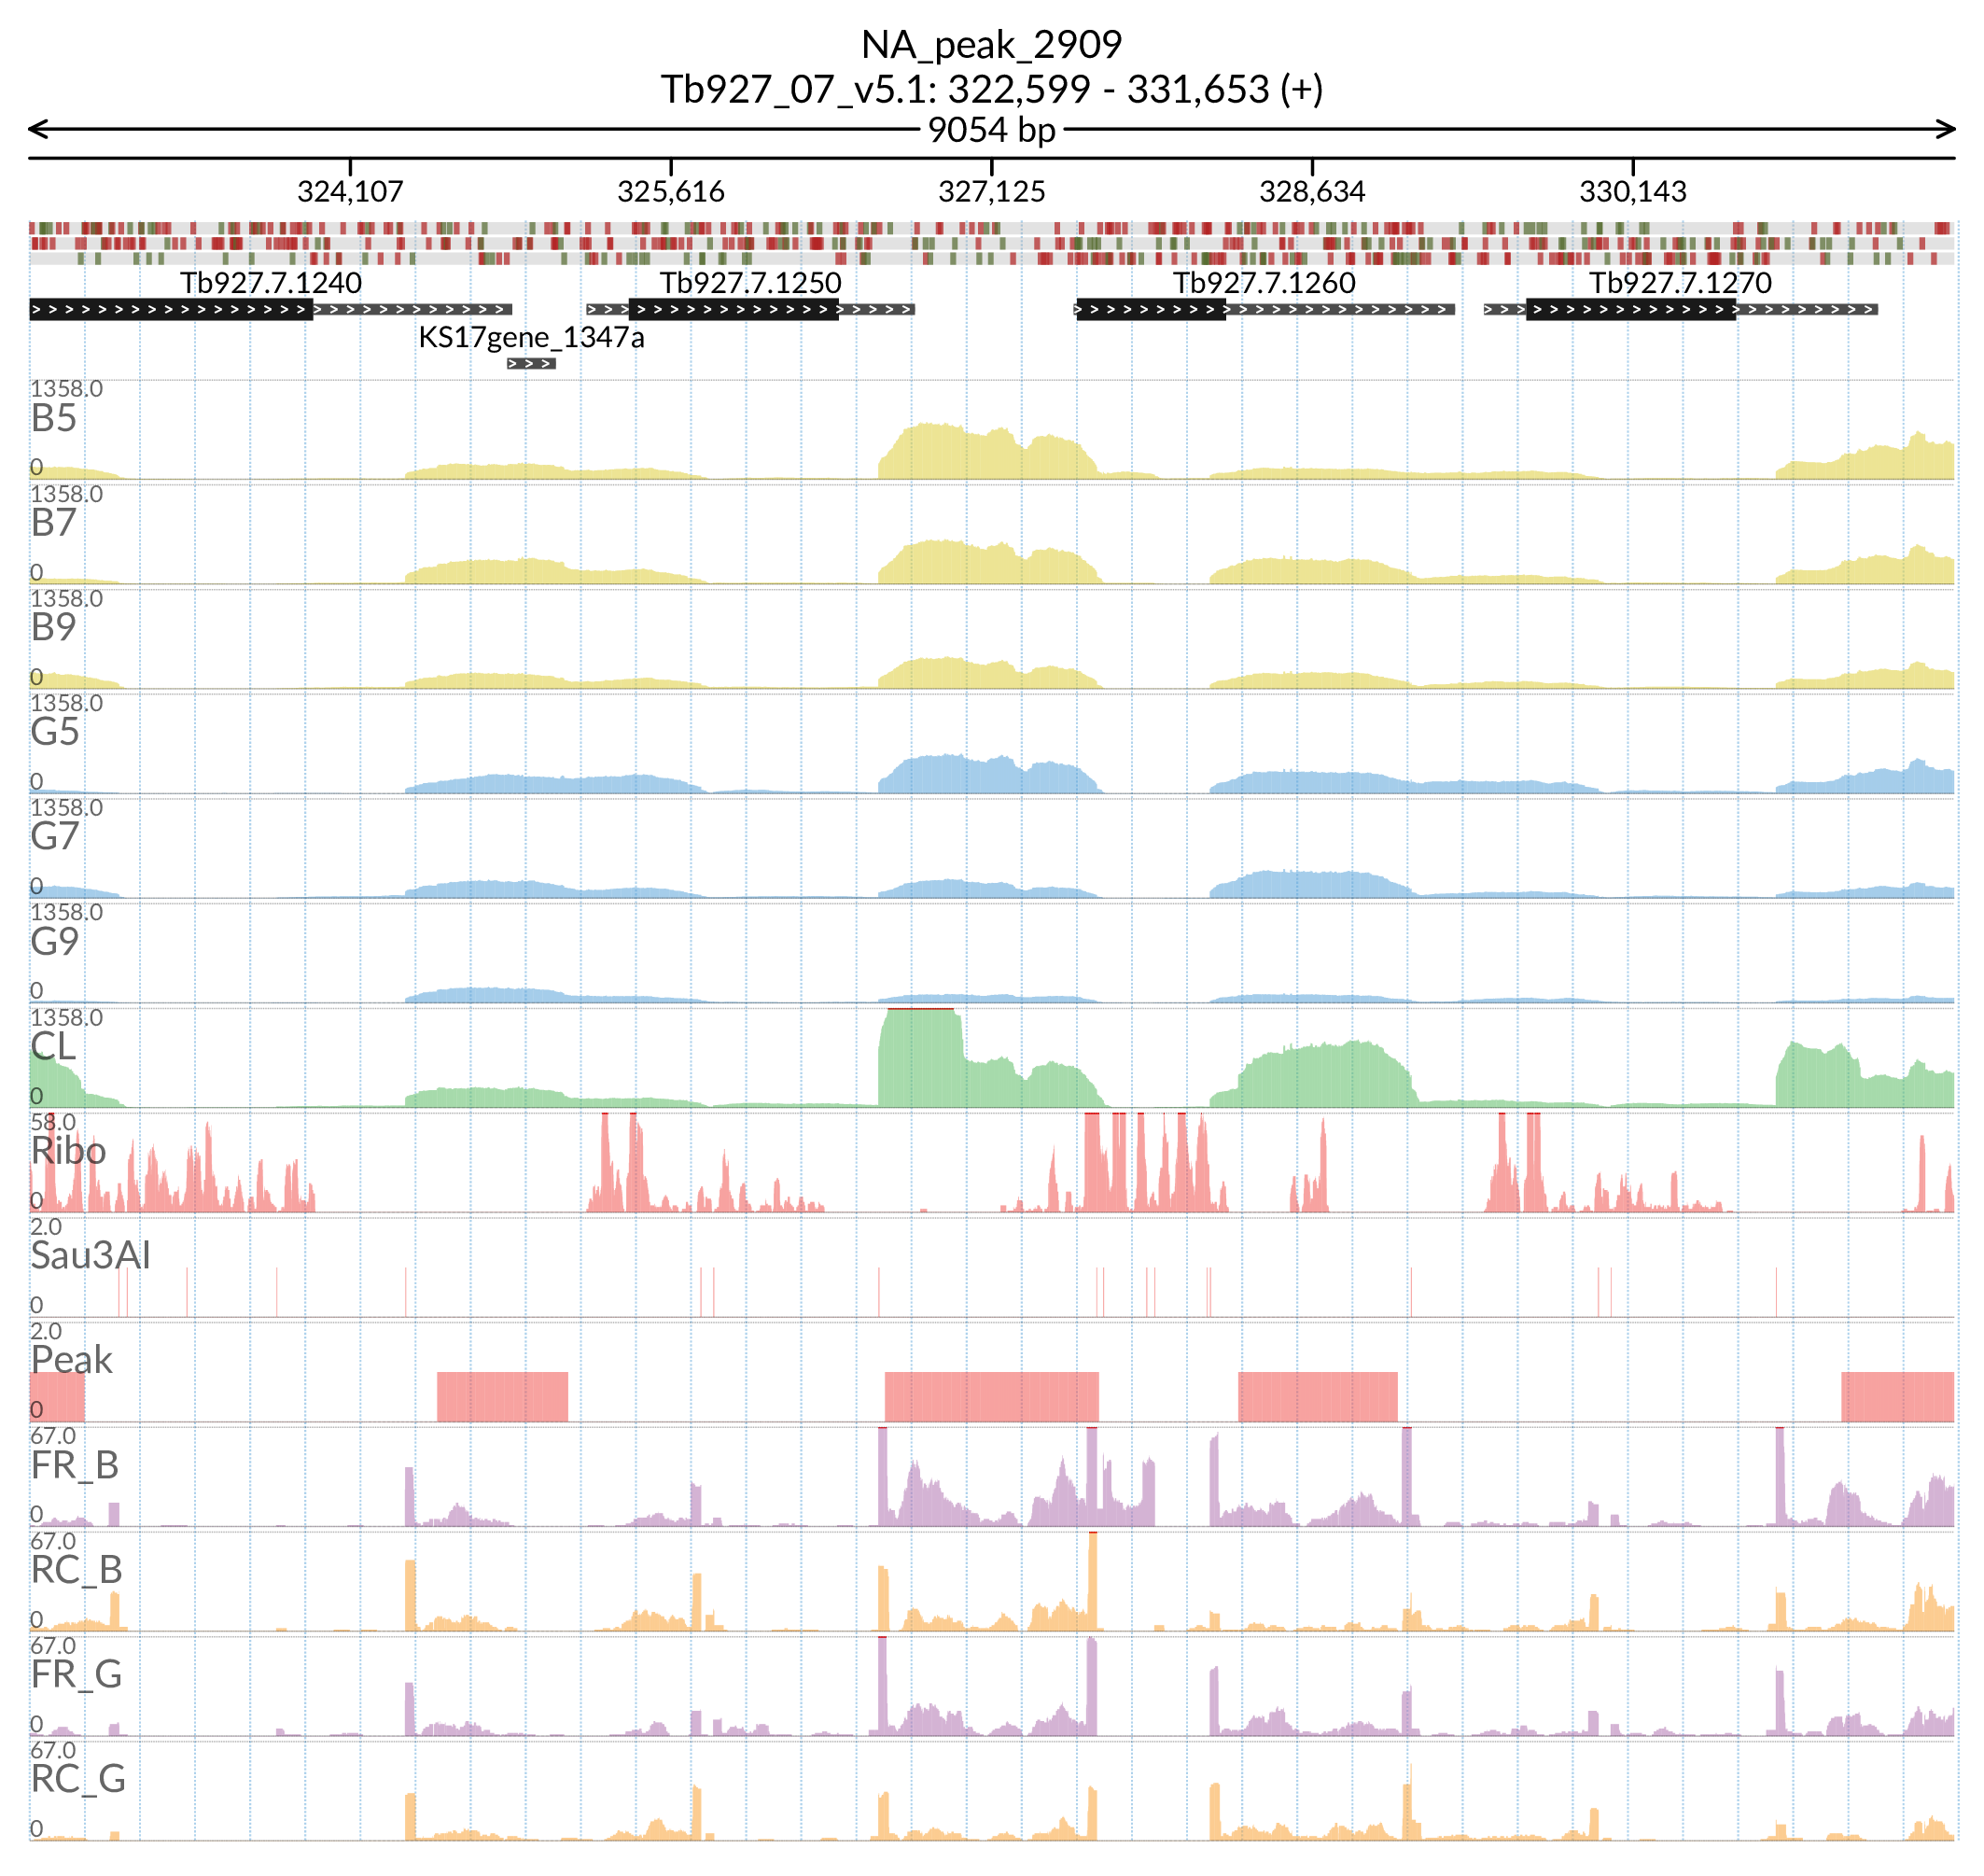 NA_peak_2909
Tb927_07_v5.1: 322,599 - 331,653 (+)
9054 bp
324,107 325,616 327,125 328,634 330,143
Tb927.7.1240 Tb927.7.1250 Tb927.7.1260 Tb927.7.1270
KS17gene_1347a
1358.0
B5
0
1358.0
B7
0
1358.0
B9
0
1358.0
G5
0
1358.0
G7
0
1358.0
G9
0
1358.0
CL
0
58.0
Ribo
0
2.0
Sau3AI
0
2.0
Peak
0
67.0
FR_B
0
67.0
RC_B
0
67.0
FR_G
0
67.0
RC_G
0